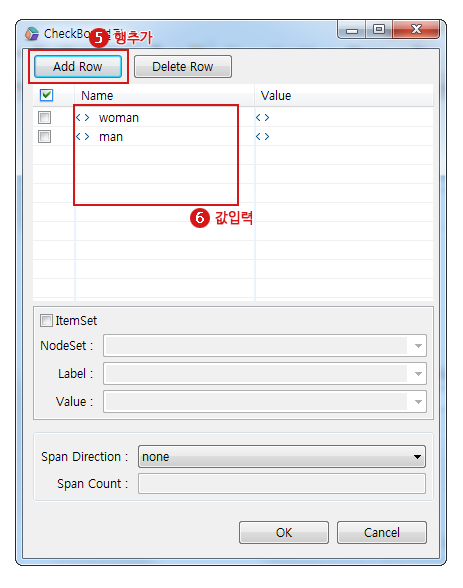 CheckBo
5 행추가
Add Row
Delete Row
Name
Value
<> woman
<>
<> man
<>
6 값입력
ItemSet
NodeSet :
Label :
Value :
Span Direction :
none
Span Count :
OK
Cancel